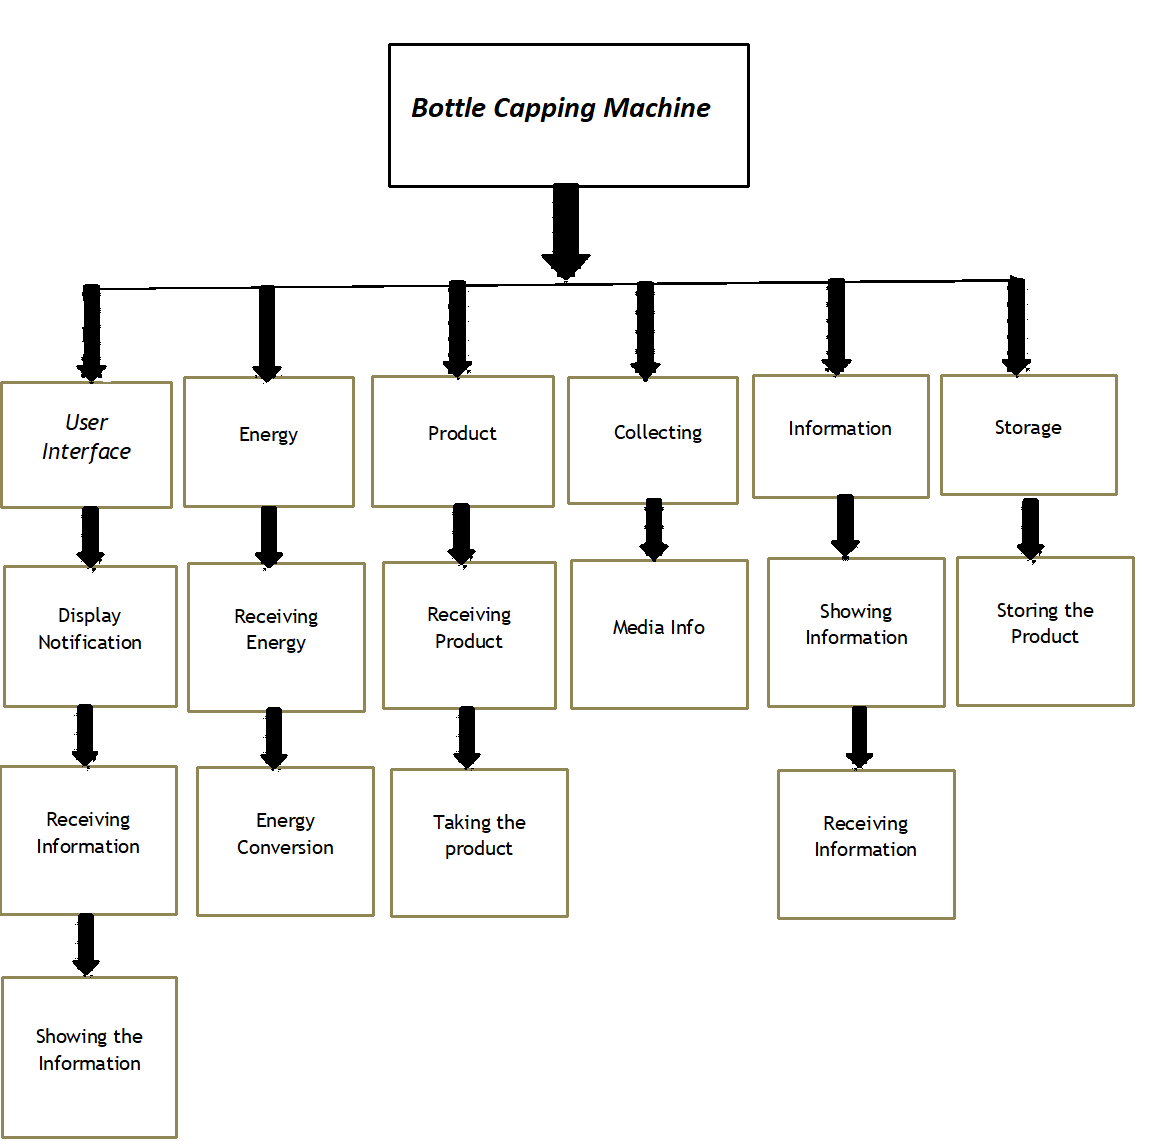 Bottle Capping Machine
User
Interface
Energy
Product
Collecting
Information
Storage
Display
Notification
Receiving
Energy
Receiving
Product
Media Info
Showing
Information
Storing the
Product
Receiving
Information
Energy
Conversion
Taking the
product
Receiving
Information
Showing the
Information